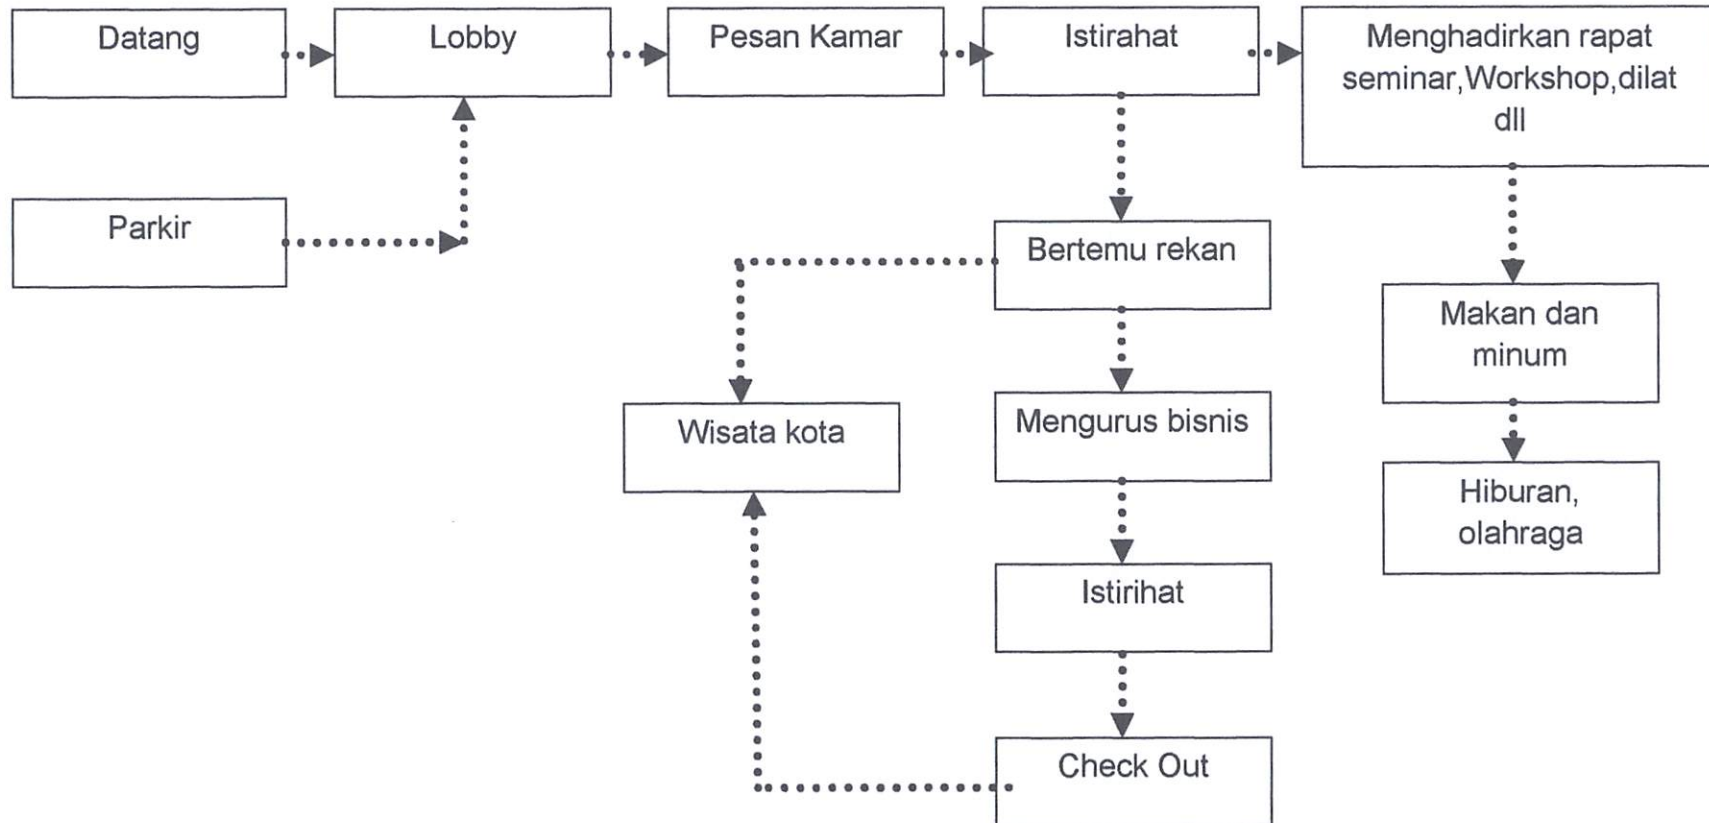 Datang
Lobby
Pesan Kamar
Istirahat
Menghadirkan rapat
seminar,Workshop,dilat
dll
Parkir
Bertemu rekan
Makan dan
minum
Wisata kota
Mengurus bisnis
Hiburan,
olahraga
Istirihat
Check Out